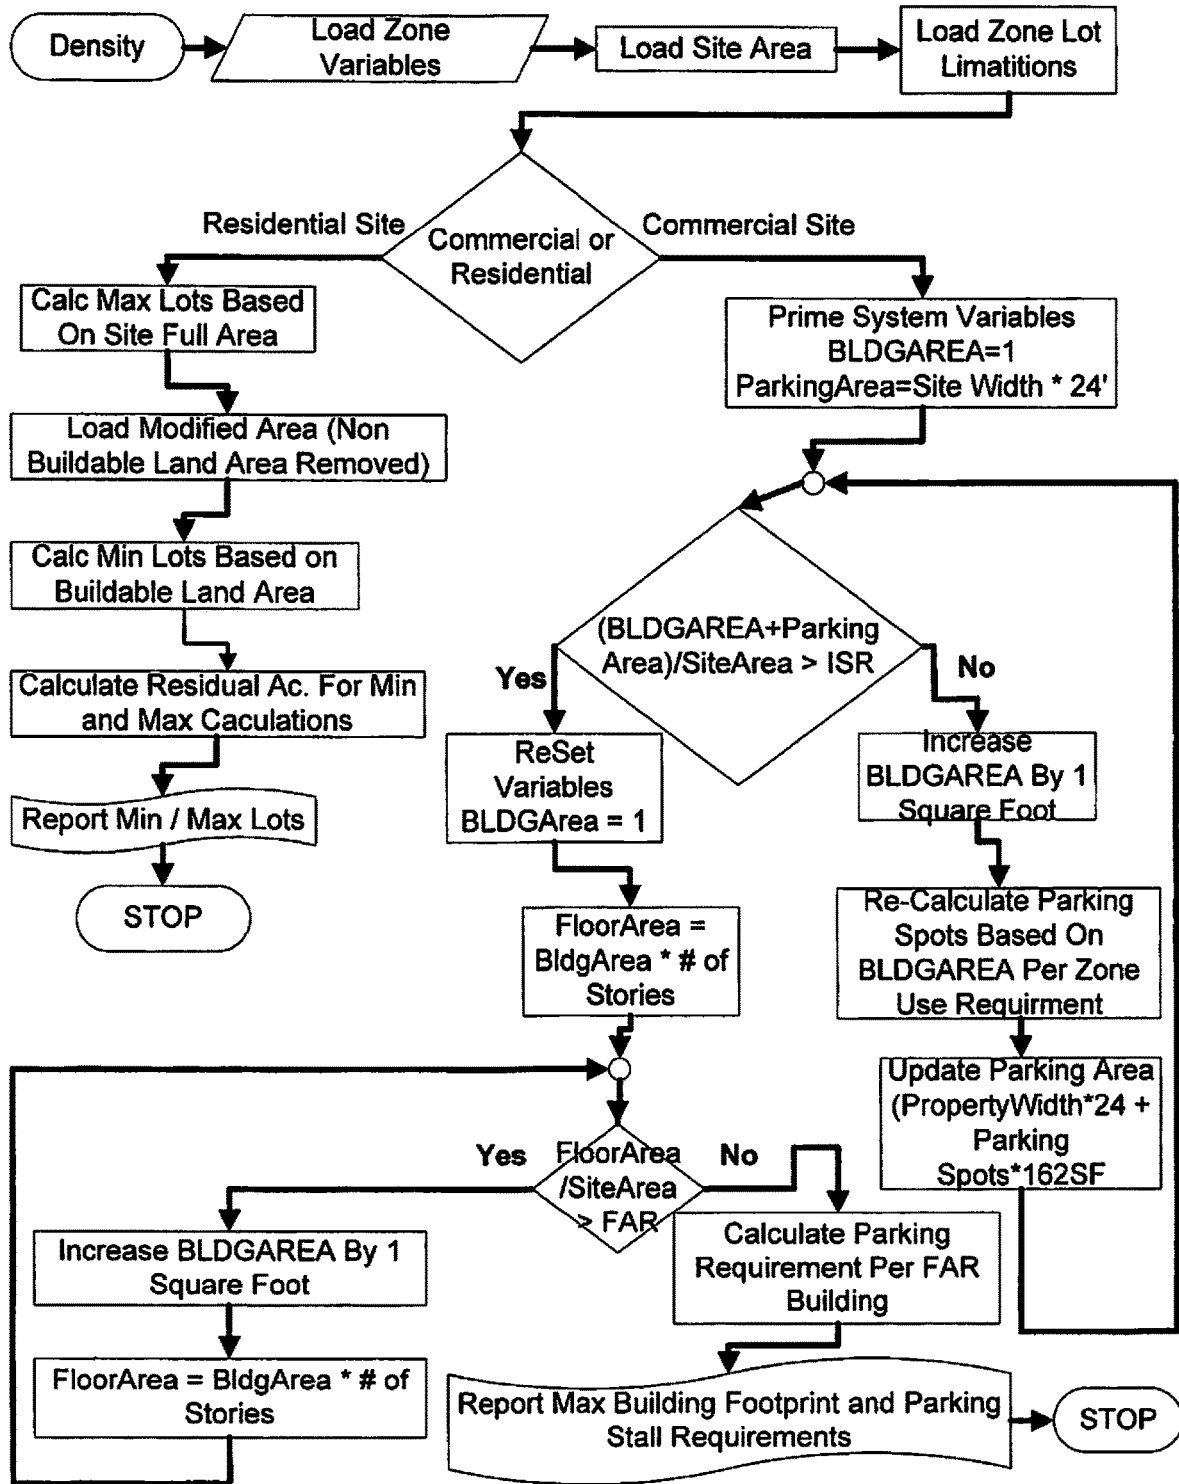 Density
Load Zone
Variables
Load Site Area
Load Zone Lot
Limatitions
Residential Site
Commercial or
Residential
Commercial Site
Calc Max Lots Based
On Site Full Area
Load Modified Area (Non
Buildable Land Area Removed)
Calc Min Lots Based on
Buildable Land Area
Calculate Residual Ac. For Min
and Max Caculations
Report Min / Max Lots
STOP
Prime System Variables
BLDGAREA=1
ParkingArea=Site Width * 24'
(BLDGAREA+Parking
Area)/SiteArea > ISR
Yes
No
ReSet
Variables
BLDGArea = 1
FloorArea =
BldgArea * # of
Stories
Increase
BLDGAREA By 1
Square Foot
Re-Calculate Parking
Spots Based On
BLDGAREA Per Zone
Use Requirment
Update Parking Area
(PropertyWidth*24 +
Parking
Spots*162SF
Yes
FloorArea
/SiteArea
> FAR
No
Increase BLDGAREA By 1
Square Foot
FloorArea = BldgArea * # of
Stories
Calculate Parking
Requirement Per FAR
Building
Report Max Building Footprint and Parking
Stall Requirements
STOP